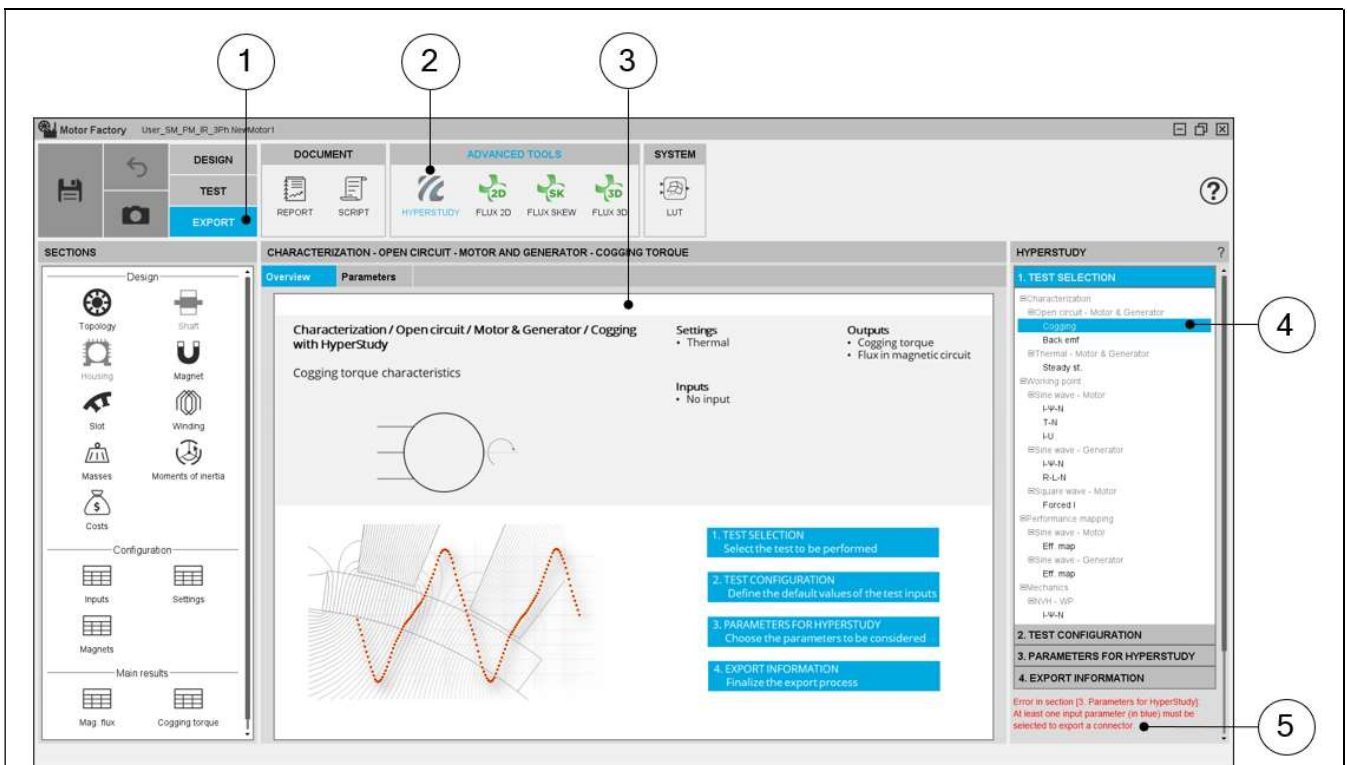 1
2
3
Motor Factory User_SM_PM_IR_3Ph NewMotor1
DESIGN
TEST
EXPORT
DOCUMENT
REPORT SCRIPT
ADVANCED TOOLS
2D SK 3D
HYPERSTUDY FLUX 2D FLUX SKEW FLUX 3D
SYSTEM
LUT
?
SECTIONS
Design
Topology Shaft
Housing Magnet
Slot Winding
Masses Moments of inertia
$
Costs
Configuration
Inputs Settings
Magnets
Main results
Mag. flux Cogging torque
CHARACTERIZATION - OPEN CIRCUIT - MOTOR AND GENERATOR - COGGING TORQUE
Overview Parameters
Characterization / Open circuit / Motor & Generator / Cogging
with HyperStudy
Cogging torque characteristics
Settings
• Thermal
Inputs
• No input
Outputs
• Cogging torque
• Flux in magnetic circuit
1. TEST SELECTION
Select the test to be performed
2. TEST CONFIGURATION
Define the default values of the test inputs
3. PARAMETERS FOR HYPERSTUDY
Choose the parameters to be considered
4. EXPORT INFORMATION
Finalize the export process
HYPERSTUDY ?
1. TEST SELECTION
Characterization
Open circuit - Motor & Generator
Cogging
Back emf
Thermal - Motor & Generator
Steady st.
Working point
Sine wave - Motor
I-Ψ-N
T-N
I-U
Sine wave - Generator
I-Ψ-N
R-L-N
Square wave - Motor
Forced I
Performance mapping
Sine wave - Motor
Eff. map
Sine wave - Generator
Eff. map
Mechanics
NVH - WP
I-Ψ-N
2. TEST CONFIGURATION
3. PARAMETERS FOR HYPERSTUDY
4. EXPORT INFORMATION
Error in section [3. Parameters for HyperStudy]:
At least one input parameter (in blue) must be
selected to export a connector.
4
5